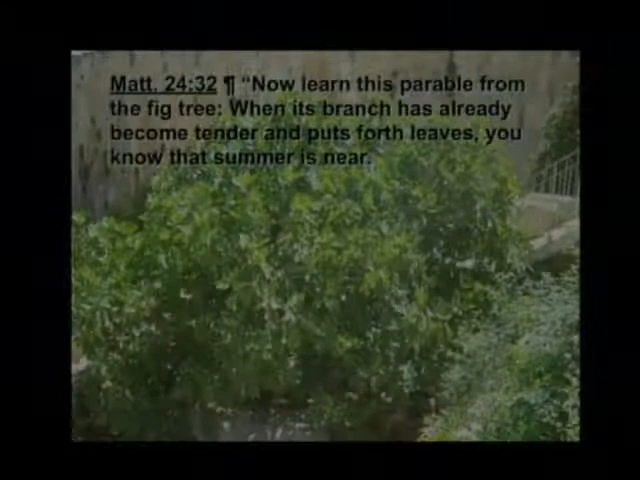 Matt. 24:32 ¶ “Now learn this parable from
the fig tree: When its branch has already
become tender and puts forth leaves, you
know that summer is near.